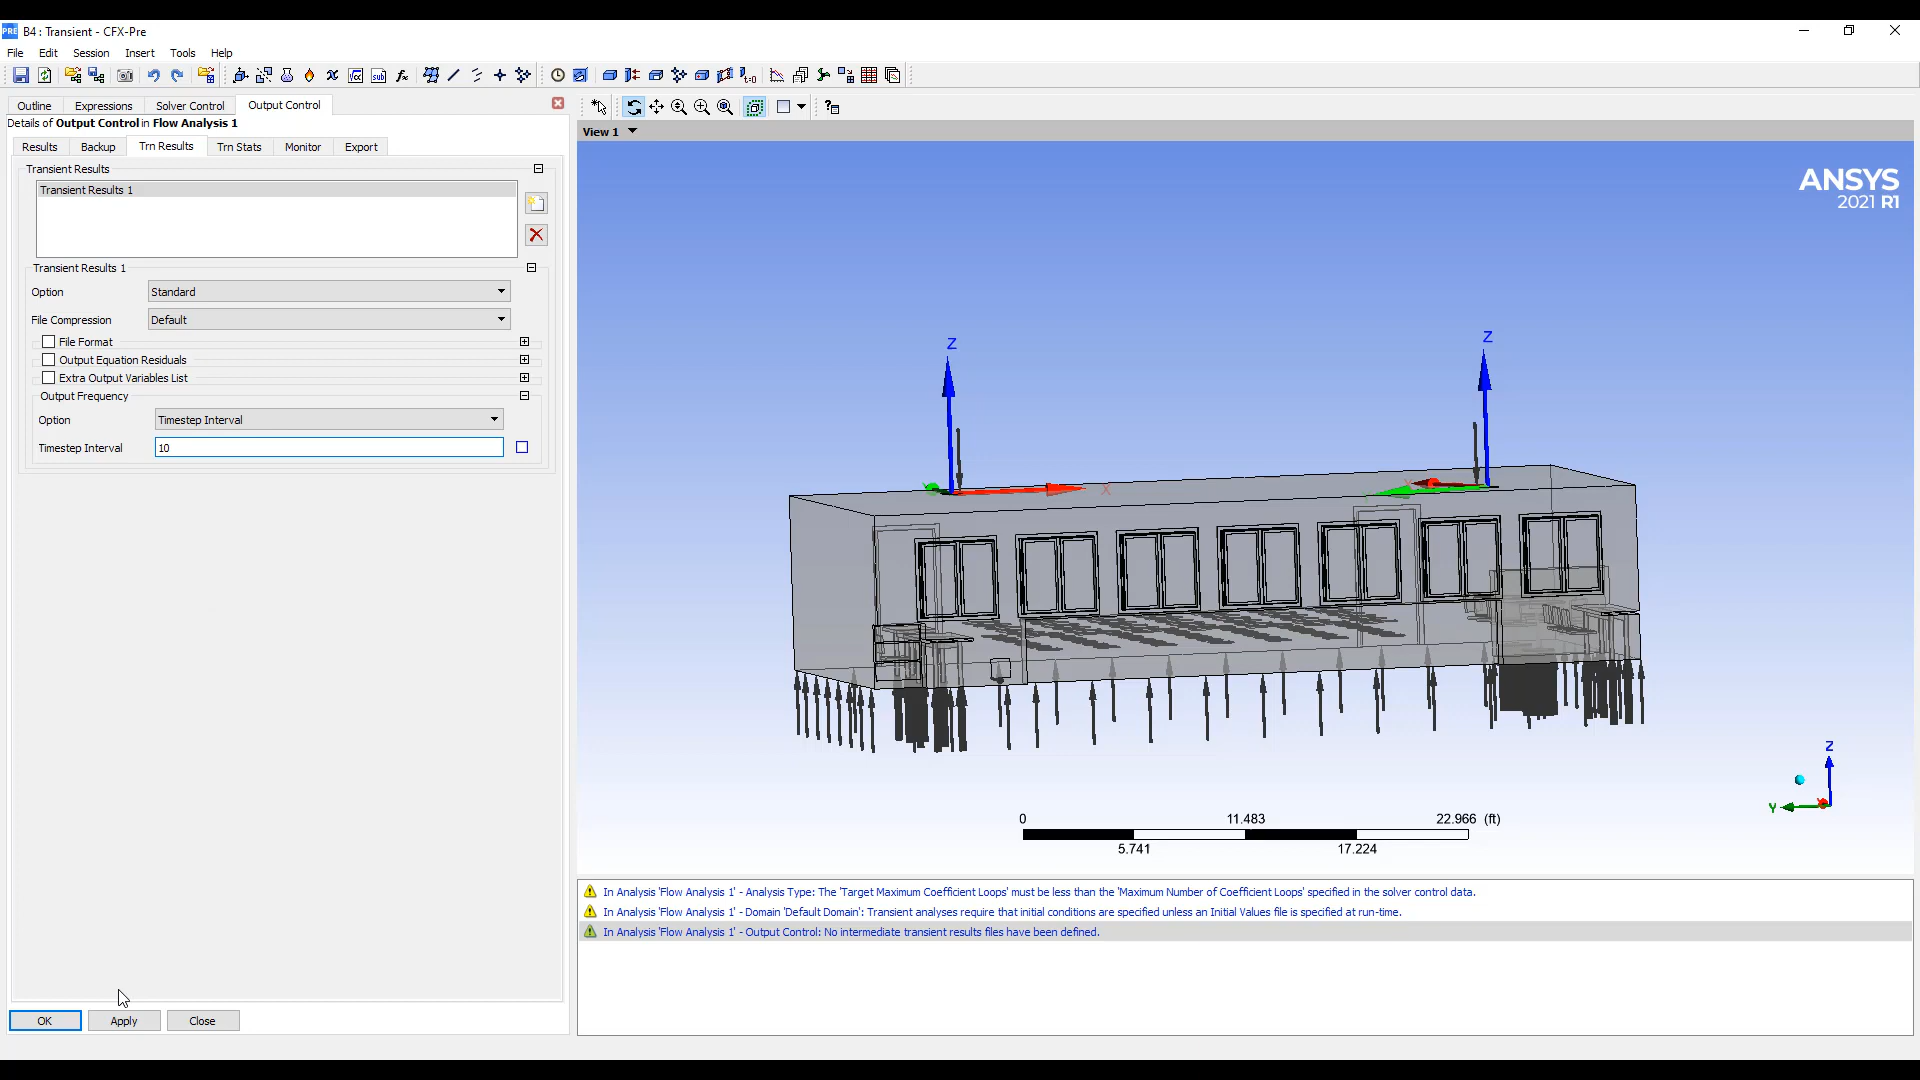 PRE B4 : Transient - CFX-Pre
File Edit Session Insert Tools Help
Outline Expressions Solver Control Output Control
Details of Output Control in Flow Analysis 1
Results Backup Trn Results Trn Stats Monitor Export
Transient Results
Transient Results 1
Transient Results 1
Option Standard
File Compression Default
File Format
Output Equation Residuals
Extra Output Variables List
Output Frequency
Option Timestep Interval
Timestep Interval 10
OK Apply Close
View 1
ANSYS
2021 R1
Z
Z
X
Z
Y
0 11.483 22.966 (ft)
5.741 17.224
In Analysis 'Flow Analysis 1' - Analysis Type: The 'Target Maximum Coefficient Loops' must be less than the 'Maximum Number of Coefficient Loops' specified in the solver control data.
In Analysis 'Flow Analysis 1' - Domain 'Default Domain': Transient analyses require that initial conditions are specified unless an Initial Values file is specified at run-time.
In Analysis 'Flow Analysis 1' - Output Control: No intermediate transient results files have been defined.